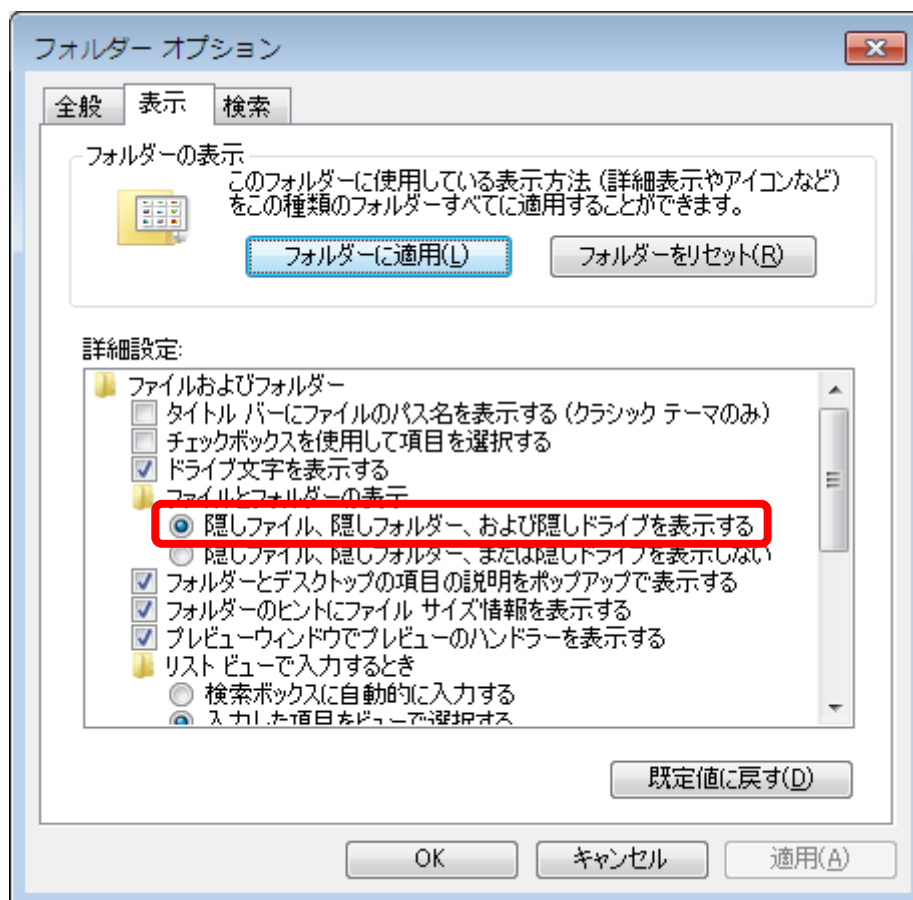 フォルダー オプション
全般 表示 検索
フォルダーの表示
このフォルダーに使用している表示方法 (詳細表示やアイコンなど)
をこの種類のフォルダーすべてに適用することができます。
フォルダーに適用(L) フォルダーをリセット(R)
詳細設定:
ファイルおよびフォルダー
タイトル バーにファイルのパス名を表示する (クラシック テーマのみ)
チェックボックスを使用して項目を選択する
ドライブ文字を表示する
ファイルとフォルダーの表示
隠しファイル、隠しフォルダー、および隠しドライブを表示する
隠しファイル、隠しフォルダー、または隠しドライブを表示しない
フォルダーとデスクトップの項目の説明をポップアップで表示する
フォルダーのヒントにファイル サイズ情報を表示する
プレビューウィンドウでプレビューのハンドラーを表示する
リスト ビューで入力するとき
検索ボックスに自動的に入力する
入力した項目をビューで選択する
既定値に戻す(D)
OK キャンセル 適用(A)